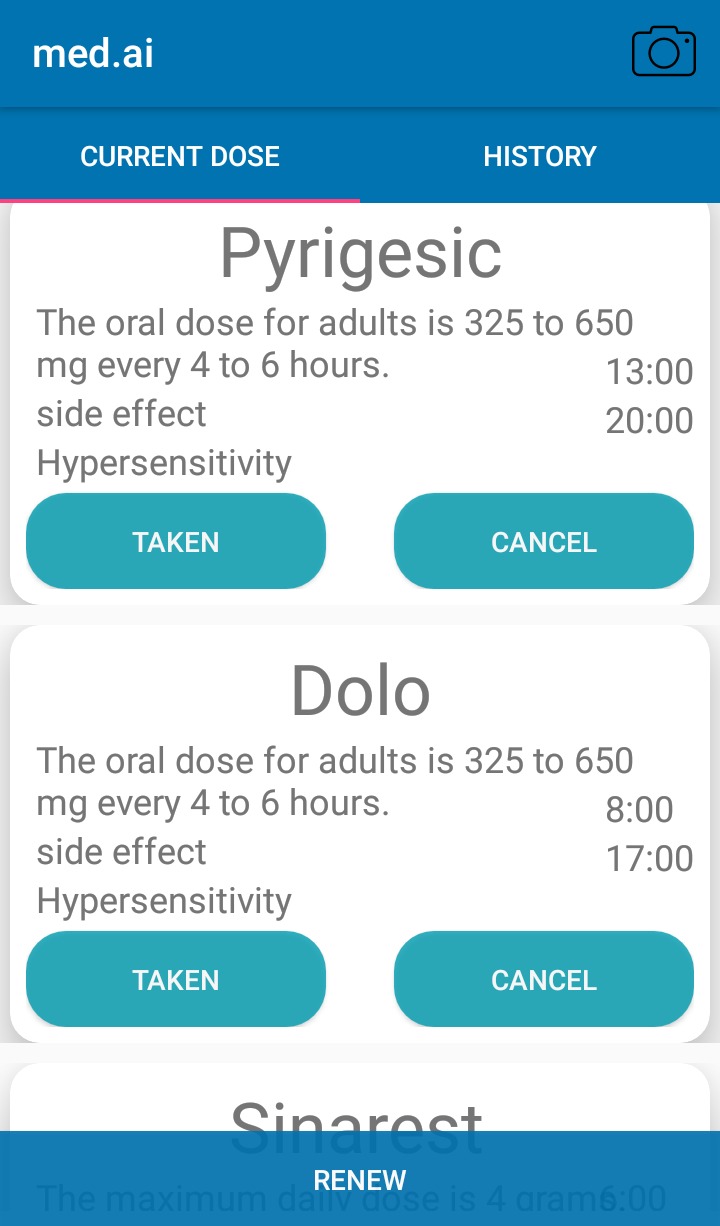 med.ai
CURRENT DOSE
HISTORY
Pyrigesic
The oral dose for adults is 325 to 650
mg every 4 to 6 hours.
13:00
side effect
20:00
Hypersensitivity
TAKEN
CANCEL
Dolo
The oral dose for adults is 325 to 650
mg every 4 to 6 hours.
8:00
side effect
17:00
Hypersensitivity
TAKEN
CANCEL
Sinarest
RENEW
The maximum daily dose is 4 grams
6:00